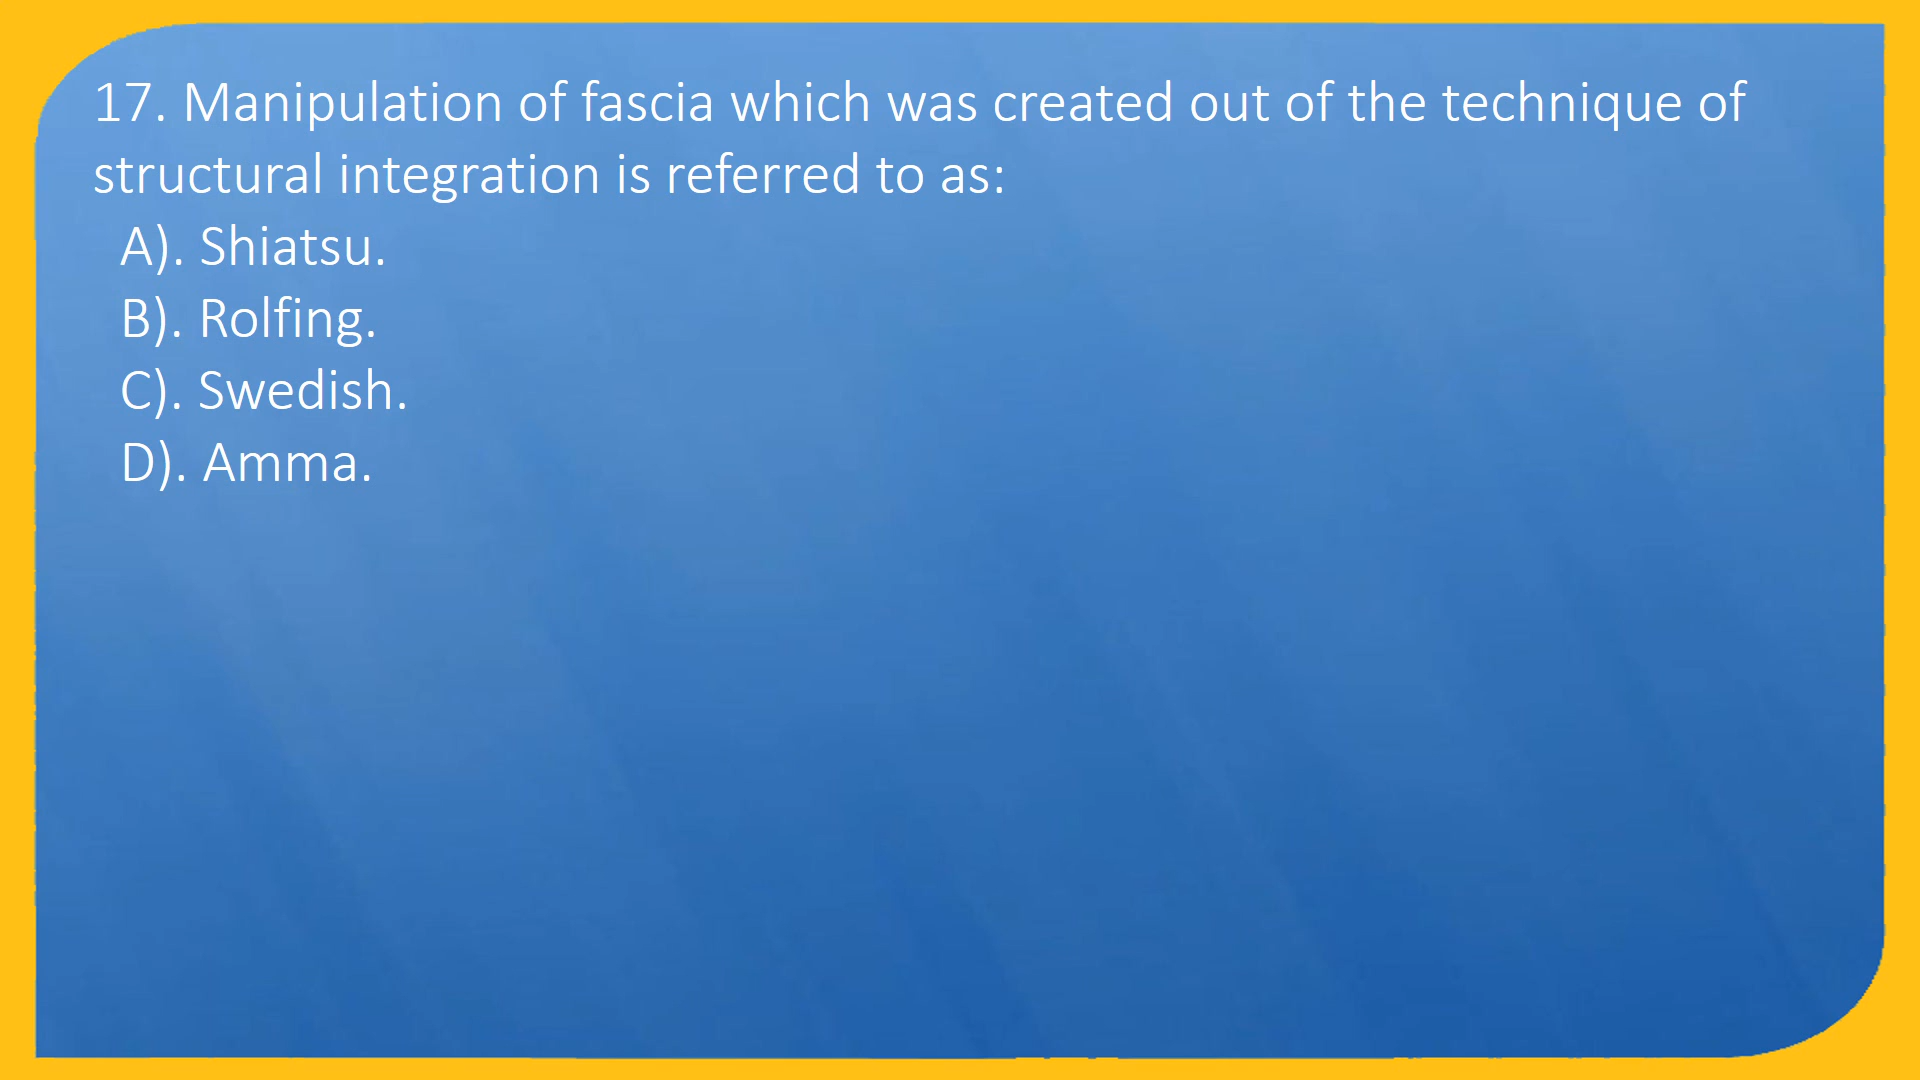 17. Manipulation of fascia which was created out of the technique of
structural integration is referred to as:
A). Shiatsu.
B). Rolfing.
C). Swedish.
D). Amma.